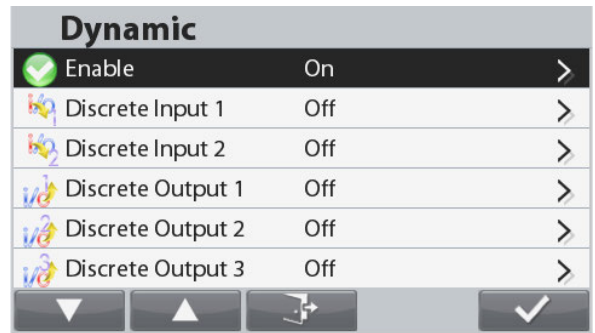 Dynamic
Enable On
Discrete Input 1 Off
Discrete Input 2 Off
Discrete Output 1 Off
Discrete Output 2 Off
Discrete Output 3 Off